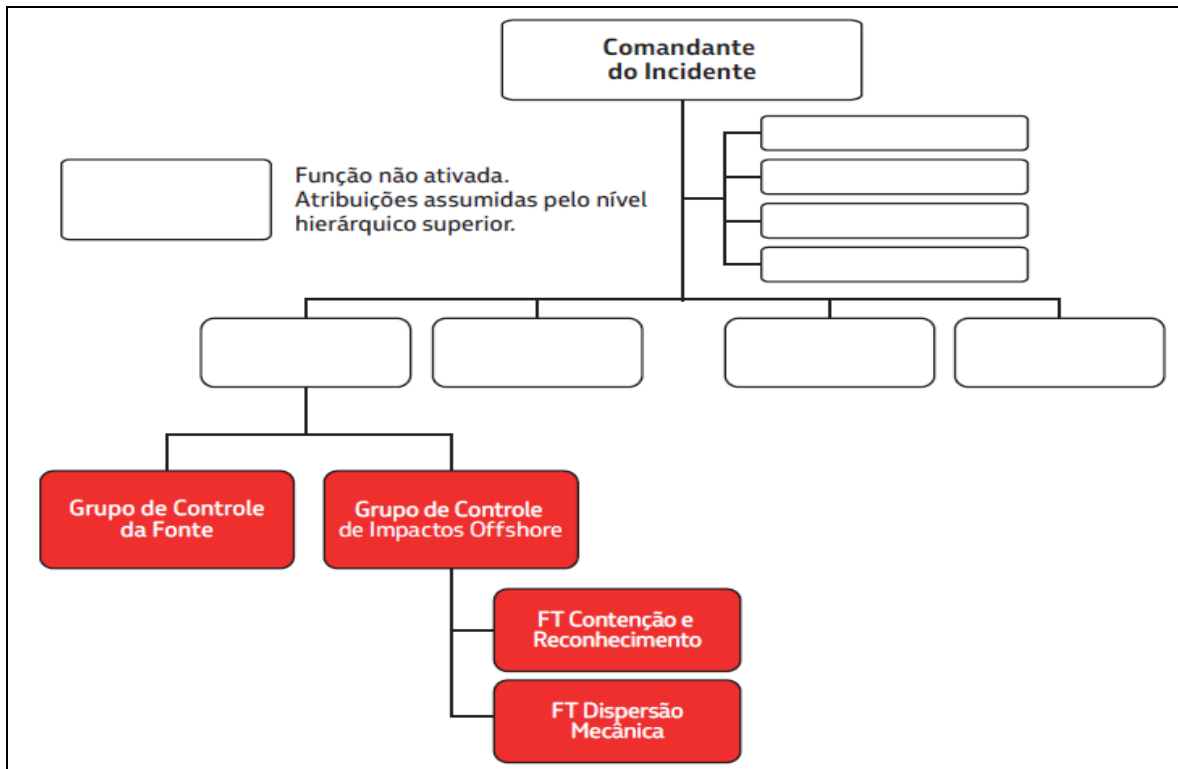 Comandante
do Incidente
Função não ativada.
Atribuições assumidas pelo nível
hierárquico superior.
Grupo de Controle
da Fonte
Grupo de Controle
de Impactos Offshore
FT Contenção e
Reconhecimento
FT Dispersão
Mecânica